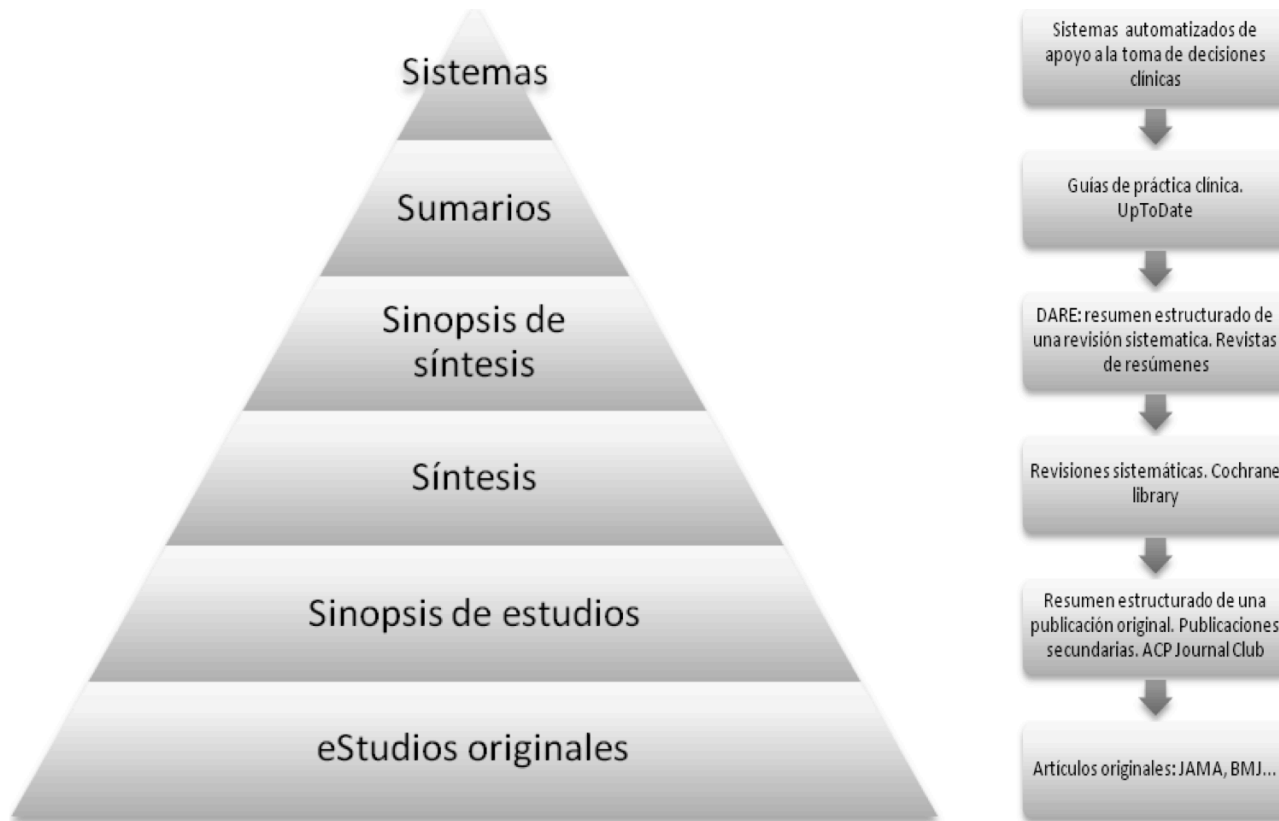 Sistemas
Sumarios
Sinopsis de
síntesis
Síntesis
Sinopsis de estudios
eStudios originales
Sistemas automatizados de
apoyo a la toma de decisiones
clínicas
Guías de práctica clínica.
UpToDate
DARE: resumen estructurado de
una revisión sistematica. Revistas
de resúmenes
Revisiones sistemáticas. Cochrane
library
Resumen estructurado de una
publicación original. Publicaciones
secundarias. ACP Journal Club
Artículos originales: JAMA, BMJ...